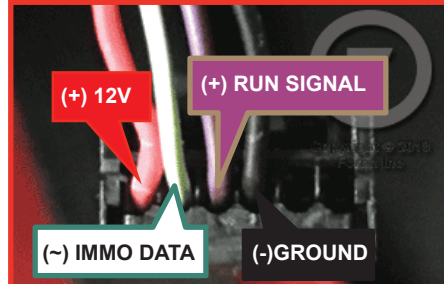 (+) 12V
(+) RUN SIGNAL
(~) IMMO DATA
(-)GROUND